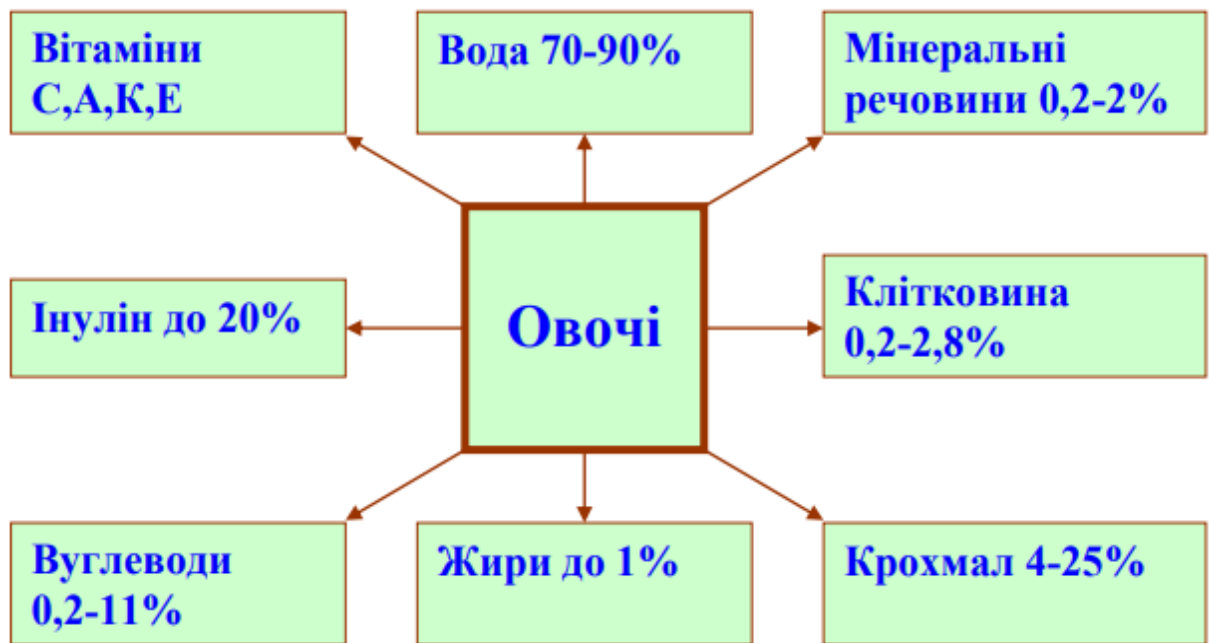 Вітаміни
С,А,К,Е
Вода 70-90%
Мінеральні
речовини 0,2-2%
Інулін до 20%
Овочі
Клітковина
0,2-2,8%
Вуглеводи
0,2-11%
Жири до 1%
Крохмал 4-25%